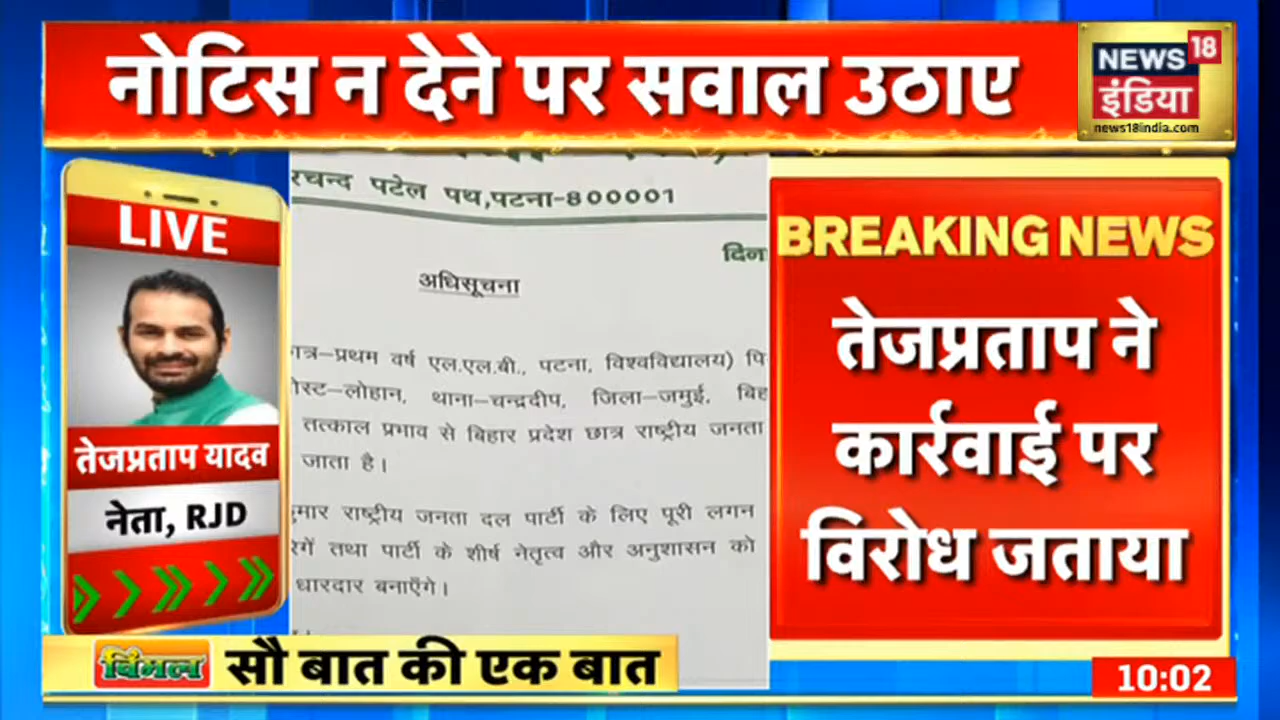 नोटिस न देने पर सवाल उठाए
NEWS 18
इंडिया
news18india.com
LIVE
तेजप्रताप यादव
नेता, RJD
रचन्द पटेल पथ,पटना-800001
दिन
अधिसूचना
ात्र–प्रथम वर्ष एल.एल.बी., पटना, विश्वविद्यालय) पि
ोस्ट–लोहान, थाना–चन्द्रदीप, जिला–जमुई, बिह
तत्काल प्रभाव से बिहार प्रदेश छात्र राष्ट्रीय जनता
जाता है।
ुमार राष्ट्रीय जनता दल पार्टी के लिए पूरी लगन
रेगें तथा पार्टी के शीर्ष नेतृत्व और अनुशासन को
धारदार बनाएँगे।
BREAKING NEWS
तेजप्रताप ने
कार्रवाई पर
विरोध जताया
विमल सौ बात की एक बात
10:02